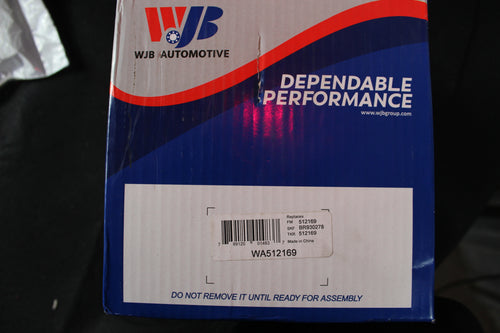 WJB
WJB AUTOMOTIVE
DEPENDABLE
PERFORMANCE
www.wjbgroup.com
Replaces
FM 512169
SKF BR930278
TKK 512169
Made in China
WA512169
DO NOT REMOVE IT UNTIL READY FOR ASSEMBLY